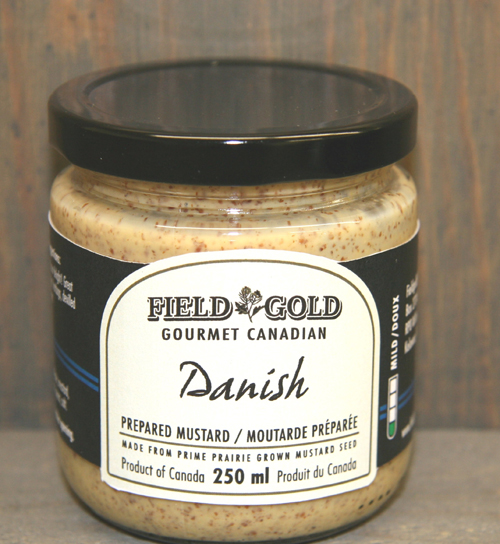 FIELD GOLD
GOURMET CANADIAN
Danish
PREPARED MUSTARD / MOUTARDE PRÉPARÉE
MADE FROM PRIME PRAIRIE GROWN MUSTARD SEED
Product of Canada 250 ml Produit du Canada
MILD/DOUX